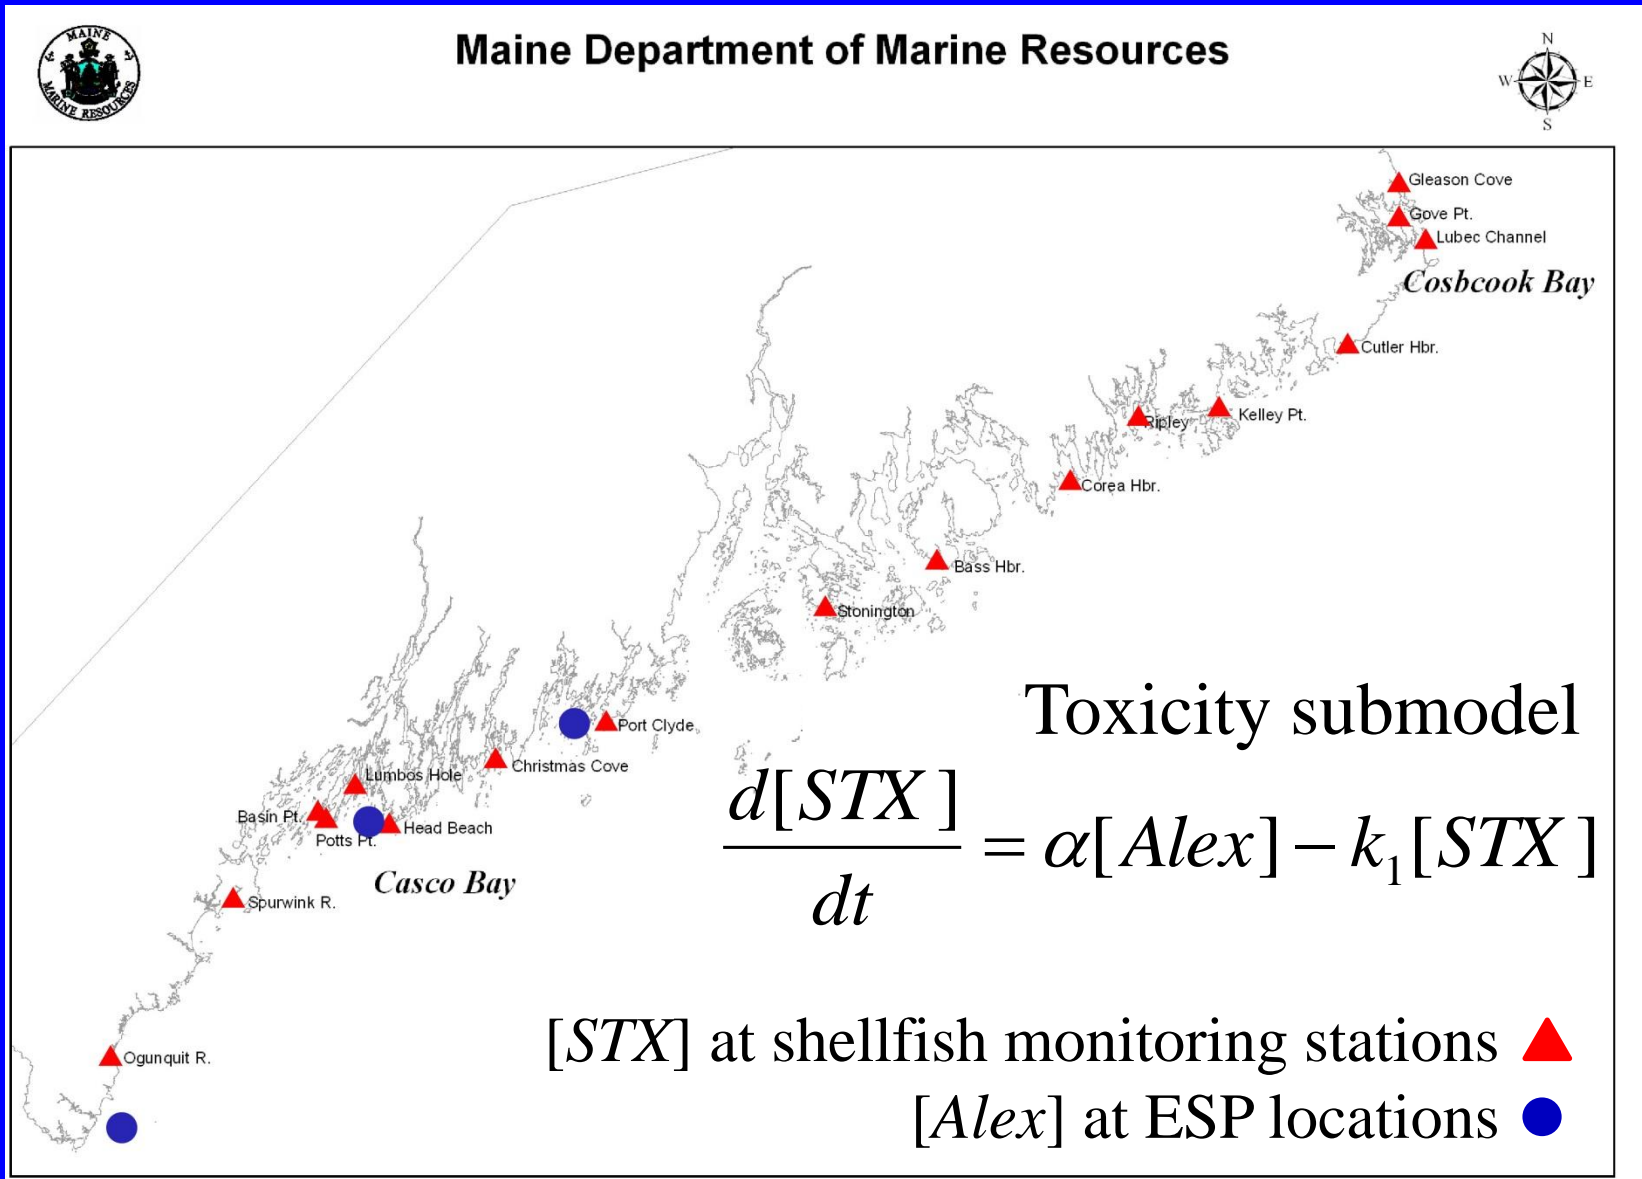 MAINE
MARINE RESOURCES
Maine Department of Marine Resources
N
W E
S
Gleason Cove
Gove Pt.
Lubec Channel
Cosbcook Bay
Cutler Hbr.
Kelley Pt.
Ripley
Corea Hbr.
Bass Hbr.
Stonington
Toxicity submodel
Port Clyde
Christmas Cove
Lumbos Hole
Basin Pt.
Potts Pt.
Head Beach
Casco Bay
Spurwink R.
d[STX]/dt = α[Alex] − k₁[STX]
Ogunquit R.
[STX] at shellfish monitoring stations
[Alex] at ESP locations